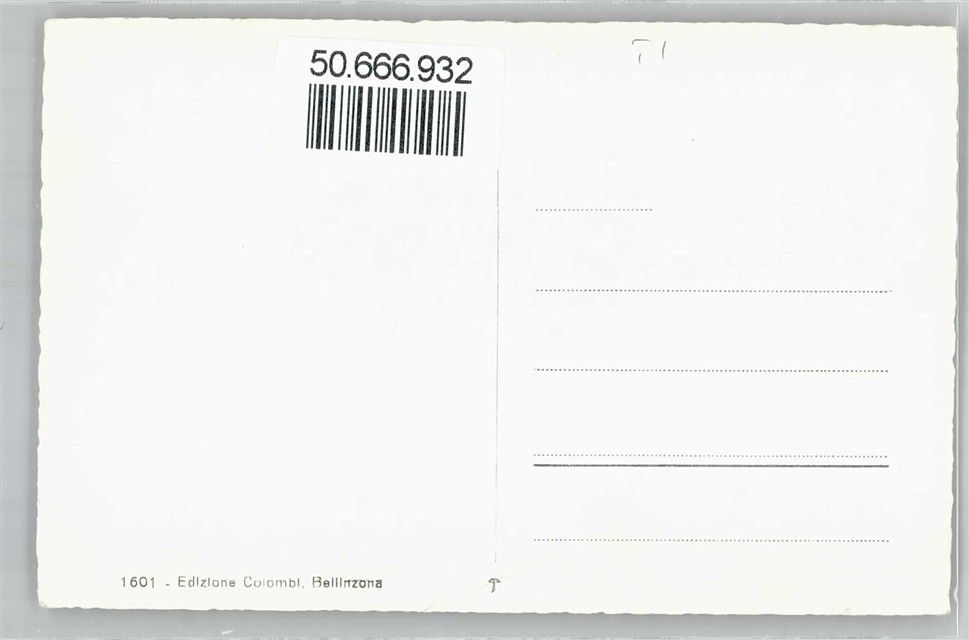 50.666.932
TI
1601 - Edizione Colombi, Bellinzona